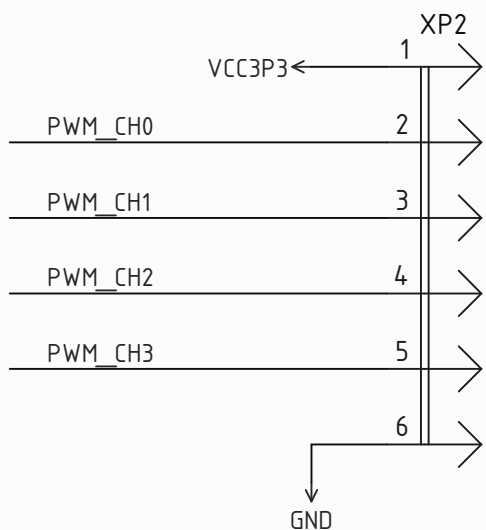 XP2
1
VCC3P3
PWM_CH0
2
PWM_CH1
3
PWM_CH2
4
PWM_CH3
5
6
GND